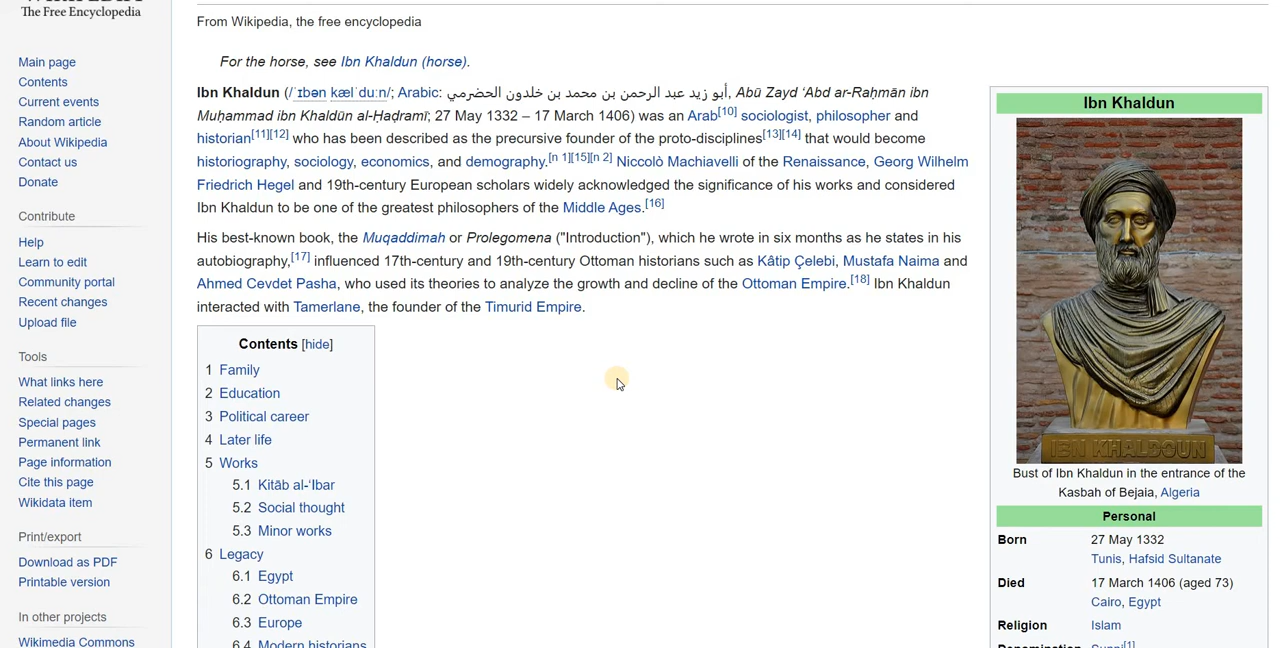 The Free Encyclopedia
Main page
Contents
Current events
Random article
About Wikipedia
Contact us
Donate
Contribute
Help
Learn to edit
Community portal
Recent changes
Upload file
Tools
What links here
Related changes
Special pages
Permanent link
Page information
Cite this page
Wikidata item
Print/export
Download as PDF
Printable version
In other projects
Wikimedia Commons
From Wikipedia, the free encyclopedia
For the horse, see Ibn Khaldun (horse).
Ibn Khaldun (/ˈɪbən kælˈduːn/; Arabic: أبو زيد عبد الرحمن بن محمد بن خلدون الحضرمي, Abū Zayd ‘Abd ar-Raḥmān ibn
Muḥammad ibn Khaldūn al-Ḥaḍramī; 27 May 1332 – 17 March 1406) was an Arab[10] sociologist, philosopher and
historian[11][12] who has been described as the precursive founder of the proto-disciplines[13][14] that would become
historiography, sociology, economics, and demography.[n 1][15][n 2] Niccolò Machiavelli of the Renaissance, Georg Wilhelm
Friedrich Hegel and 19th-century European scholars widely acknowledged the significance of his works and considered
Ibn Khaldun to be one of the greatest philosophers of the Middle Ages.[16]
His best-known book, the Muqaddimah or Prolegomena ("Introduction"), which he wrote in six months as he states in his
autobiography,[17] influenced 17th-century and 19th-century Ottoman historians such as Kâtip Çelebi, Mustafa Naima and
Ahmed Cevdet Pasha, who used its theories to analyze the growth and decline of the Ottoman Empire.[18] Ibn Khaldun
interacted with Tamerlane, the founder of the Timurid Empire.
Contents [hide]
1 Family
2 Education
3 Political career
4 Later life
5 Works
5.1 Kitāb al-‘Ibar
5.2 Social thought
5.3 Minor works
6 Legacy
6.1 Egypt
6.2 Ottoman Empire
6.3 Europe
6.4 Modern historians
Ibn Khaldun
IBN KHALDOUN
Bust of Ibn Khaldun in the entrance of the
Kasbah of Bejaia, Algeria
Personal
Born 27 May 1332
Tunis, Hafsid Sultanate
Died 17 March 1406 (aged 73)
Cairo, Egypt
Religion Islam
Denomination Sunni[1]